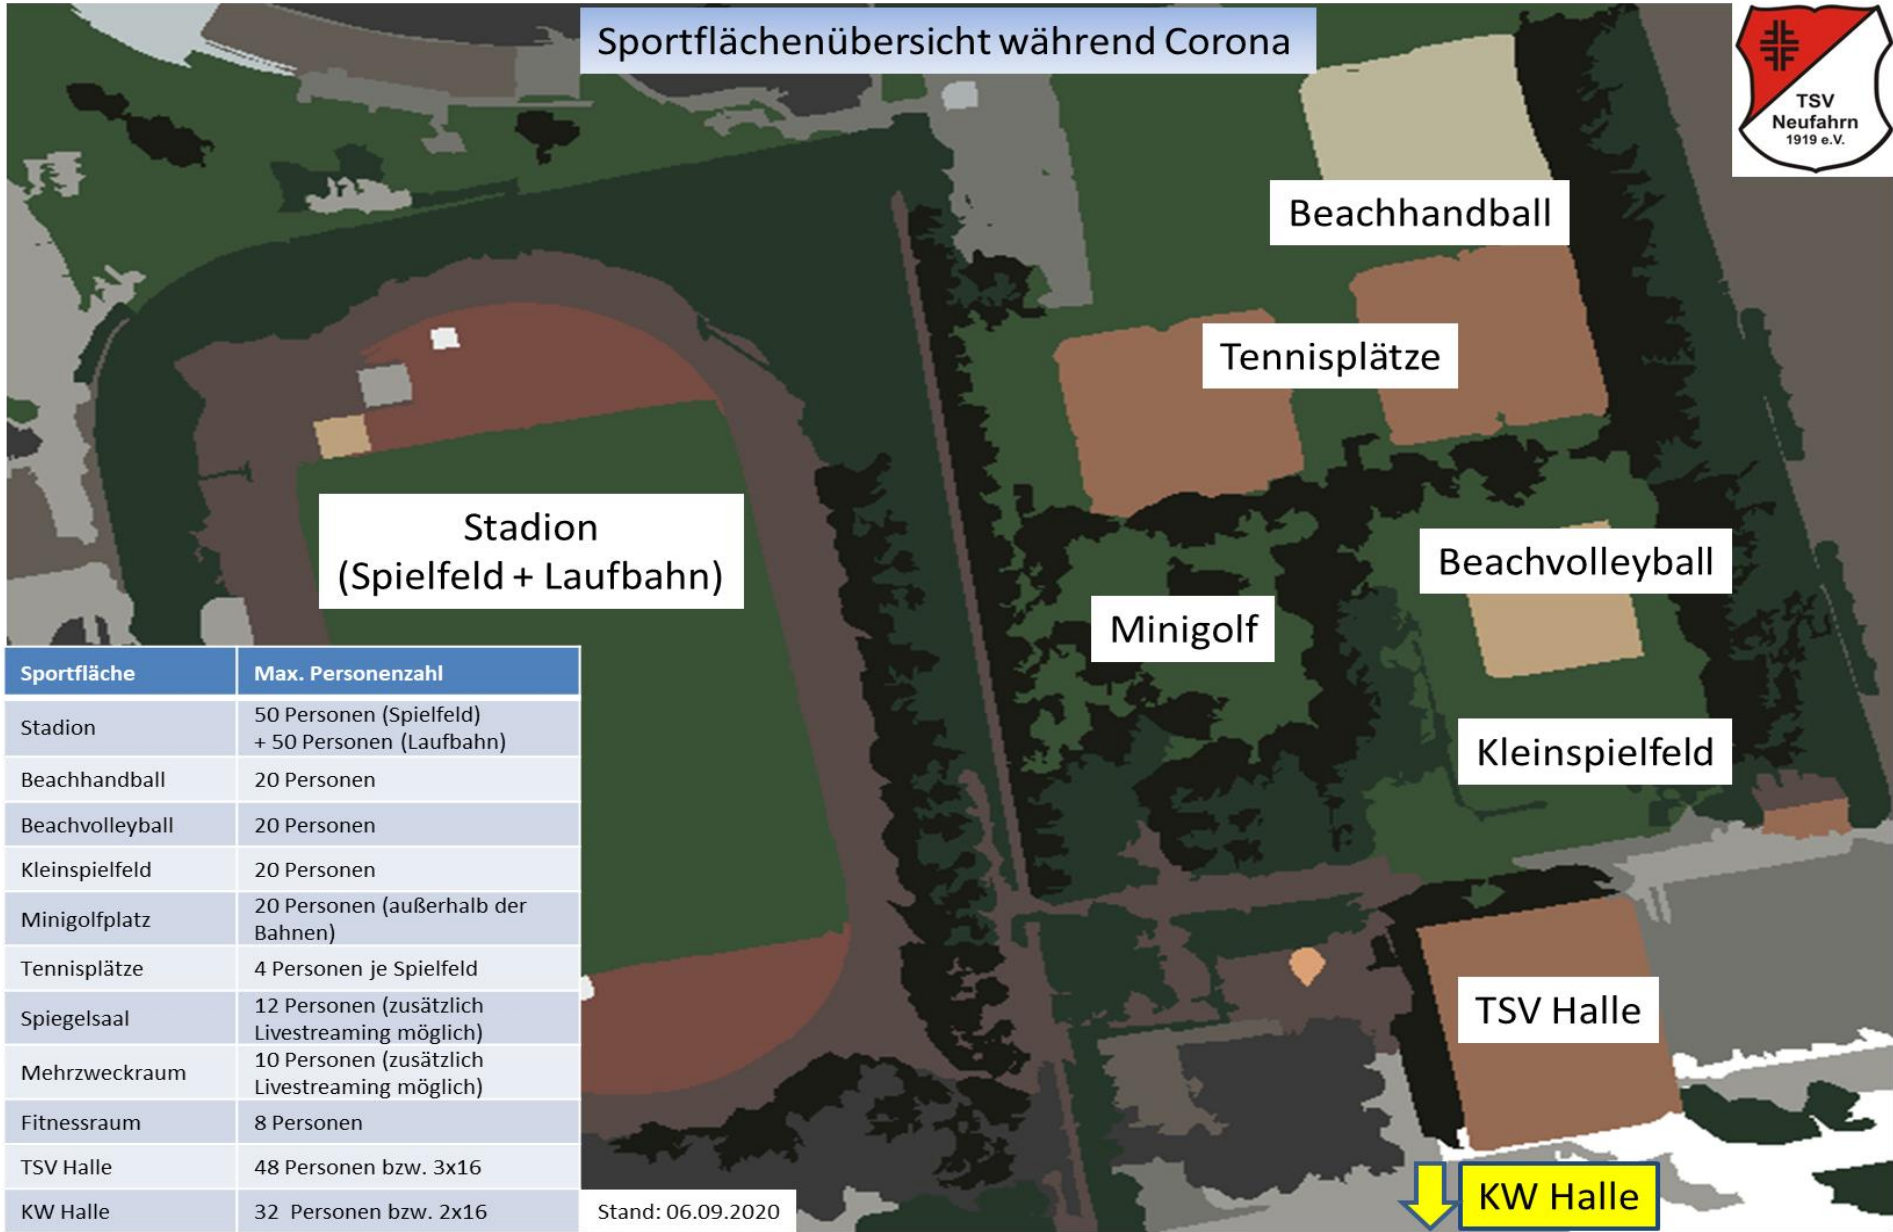 Sportflächenübersicht während Corona
TSV
Neufahrn
1919 e.V.
Beachhandball
Tennisplätze
Stadion
(Spielfeld + Laufbahn)
Beachvolleyball
Minigolf
Kleinspielfeld
TSV Halle
KW Halle
Sportfläche Max. Personenzahl
Stadion 50 Personen (Spielfeld)
+ 50 Personen (Laufbahn)
Beachhandball 20 Personen
Beachvolleyball 20 Personen
Kleinspielfeld 20 Personen
Minigolfplatz 20 Personen (außerhalb der
Bahnen)
Tennisplätze 4 Personen je Spielfeld
Spiegelsaal 12 Personen (zusätzlich
Livestreaming möglich)
Mehrzweckraum 10 Personen (zusätzlich
Livestreaming möglich)
Fitnessraum 8 Personen
TSV Halle 48 Personen bzw. 3x16
KW Halle 32 Personen bzw. 2x16
Stand: 06.09.2020